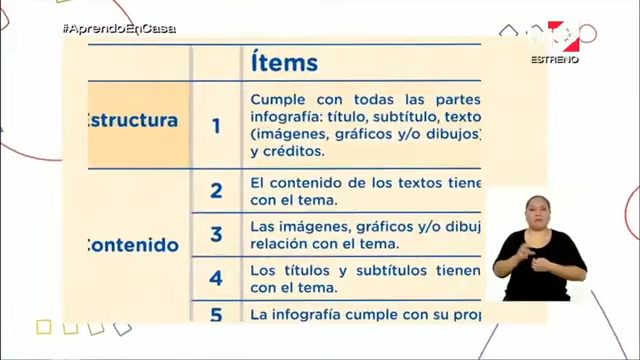 #AprendoEnCasa
ESTRENO
Ítems
Estructura
1
Cumple con todas las partes
infografía: título, subtítulo, texto
(imágenes, gráficos y/o dibujos)
y créditos.
2
El contenido de los textos tiene
con el tema.
Contenido
3
Las imágenes, gráficos y/o dibuj
relación con el tema.
4
Los títulos y subtítulos tienen
con el tema.
5
La infografía cumple con su prop